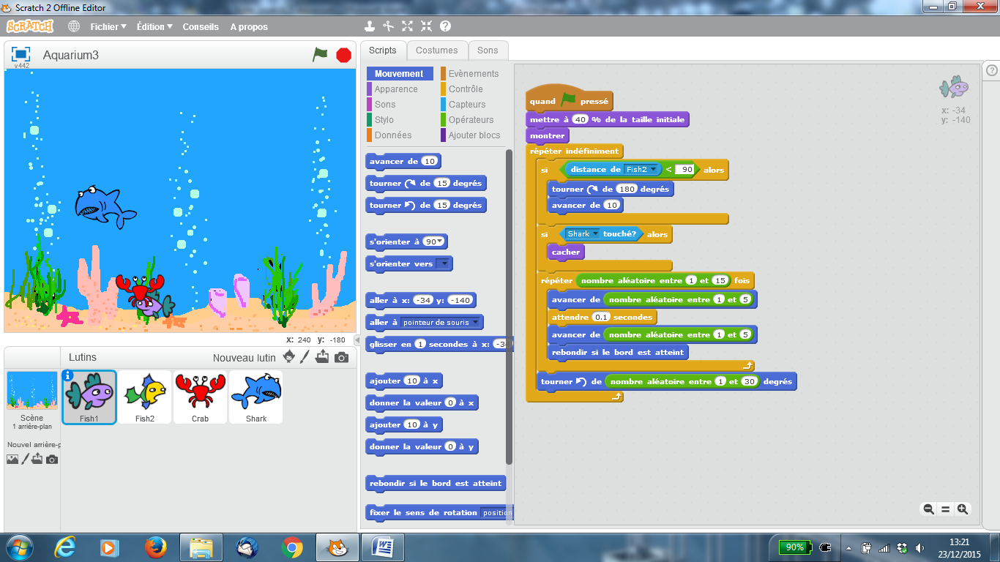 Scratch 2 Offline Editor
SCRATCH Fichier Édition Conseils A propos
Aquarium3
v442
Scripts Costumes Sons
Mouvement Evènements
Apparence Contrôle
Sons Capteurs
Stylo Opérateurs
Données Ajouter blocs
avancer de 10
tourner de 15 degrés
tourner de 15 degrés
s'orienter à 90
s'orienter vers
aller à x: -34 y: -140
aller à pointeur de souris
glisser en 1 secondes à x: -34
ajouter 10 à x
donner la valeur 0 à x
ajouter 10 à y
donner la valeur 0 à y
rebondir si le bord est atteint
fixer le sens de rotation position
quand pressé
mettre à 40 % de la taille initiale
montrer
répéter indéfiniment
si distance de Fish2 < 90 alors
tourner de 180 degrés
avancer de 10
si Shark touché? alors
cacher
répéter nombre aléatoire entre 1 et 15 fois
avancer de nombre aléatoire entre 1 et 5
attendre 0.1 secondes
avancer de nombre aléatoire entre 1 et 5
rebondir si le bord est atteint
tourner de nombre aléatoire entre 1 et 30 degrés
x: -34
y: -140
x: 240 y: -180
Lutins Nouveau lutin
Scène
1 arrière-plan
Nouvel arrière-p
Fish1 Fish2 Crab Shark
90%
13:21
23/12/2015